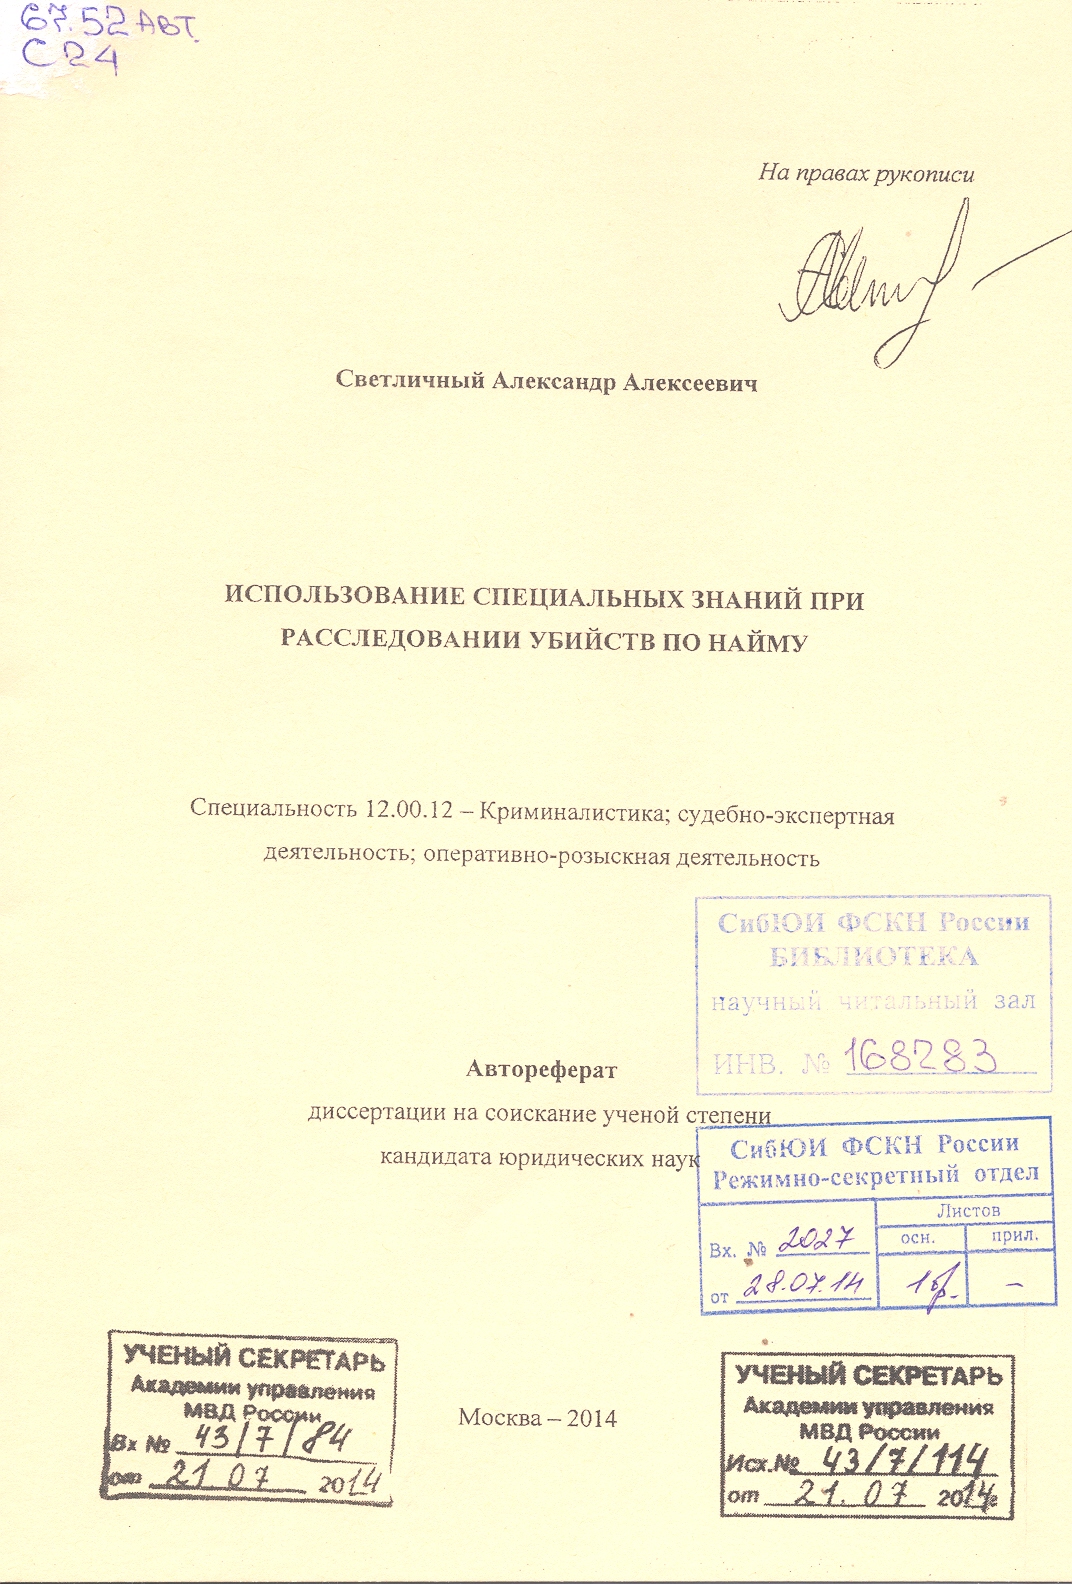 67.52 АВТ.
С 24
На правах рукописи
Светличный Александр Алексеевич
ИСПОЛЬЗОВАНИЕ СПЕЦИАЛЬНЫХ ЗНАНИЙ ПРИ
РАССЛЕДОВАНИИ УБИЙСТВ ПО НАЙМУ
Специальность 12.00.12 – Криминалистика; судебно-экспертная
деятельность; оперативно-розыскная деятельность
СибЮИ ФСКН России
БИБЛИОТЕКА
научный читальный зал
ИНВ. № 168283
Автореферат
диссертации на соискание ученой степени
кандидата юридических наук
СибЮИ ФСКН России
Режимно-секретный отдел
Листов
Вх. № 2027 осн. прил.
от 28.07.14 1бр. –
УЧЕНЫЙ СЕКРЕТАРЬ
Академии управления
МВД России
Вх № 43/7/84
от 21 07 2014
Москва – 2014
УЧЕНЫЙ СЕКРЕТАРЬ
Академии управления
МВД России
Исх.№ 43/7/114
от 21. 07 2014г